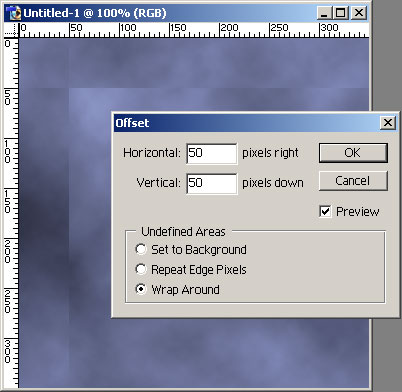 Untitled-1 @ 100% (RGB)
0 50 100 150 200 250 300
0
50
100
150
200
250
300
Offset
Horizontal: 50 pixels right OK
Vertical: 50 pixels down Cancel
Preview
Undefined Areas
Set to Background
Repeat Edge Pixels
Wrap Around